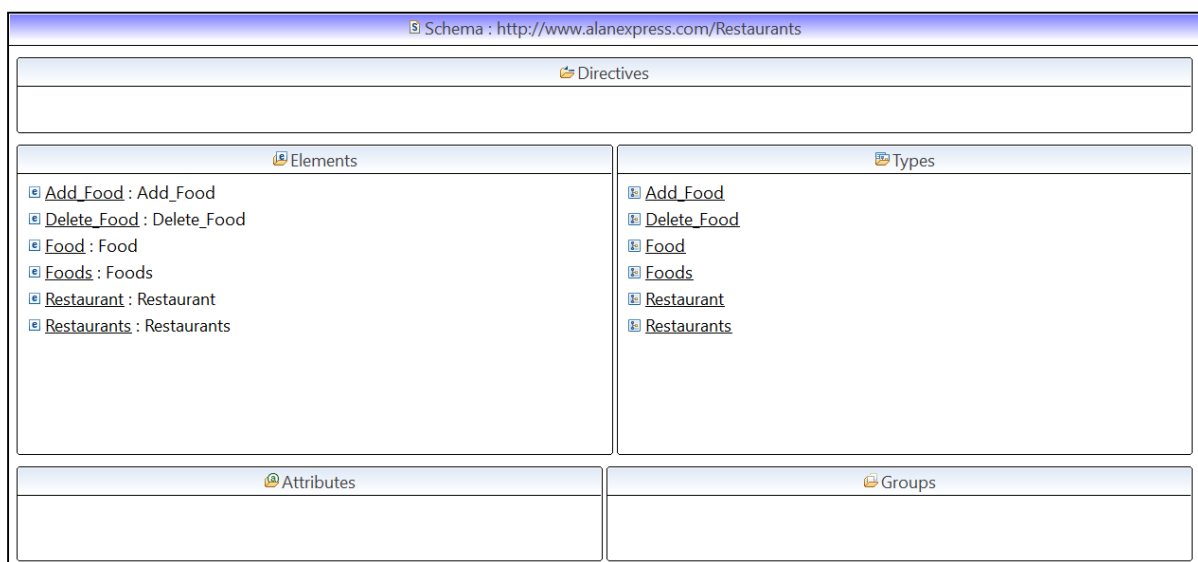 Schema : http://www.alanexpress.com/Restaurants
Directives
Elements
Add_Food : Add_Food
Delete_Food : Delete_Food
Food : Food
Foods : Foods
Restaurant : Restaurant
Restaurants : Restaurants
Types
Add_Food
Delete_Food
Food
Foods
Restaurant
Restaurants
Attributes
Groups